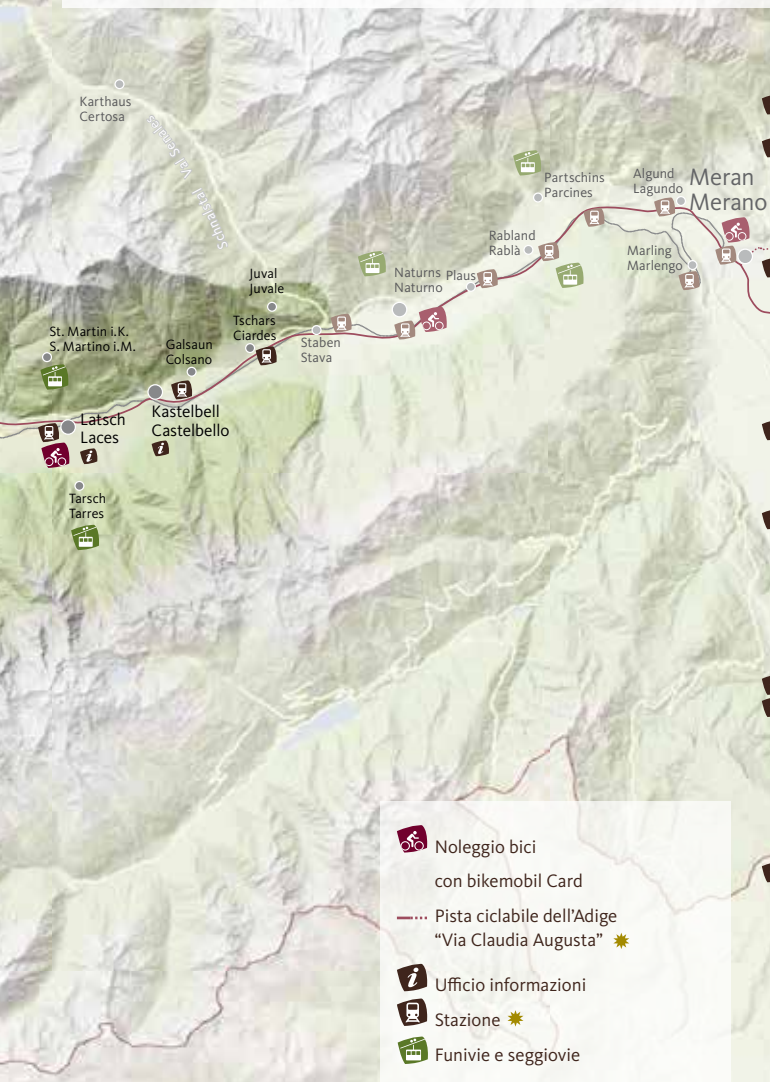 Karthaus
Certosa
Schnalstal Val Senales
Partschins
Parcines
Algund
Lagundo
Meran
Merano
Rabland
Rablà
Marling
Marlengo
Juval
Juvale
Naturns
Naturno
Plaus
Tschars
Ciardes
Staben
Stava
St. Martin i.K.
S. Martino i.M.
Galsaun
Colsano
Latsch
Laces
Kastelbell
Castelbello
Tarsch
Tarres
Noleggio bici
con bikemobil Card
Pista ciclabile dell’Adige
“Via Claudia Augusta”
Ufficio informazioni
Stazione
Funivie e seggiovie